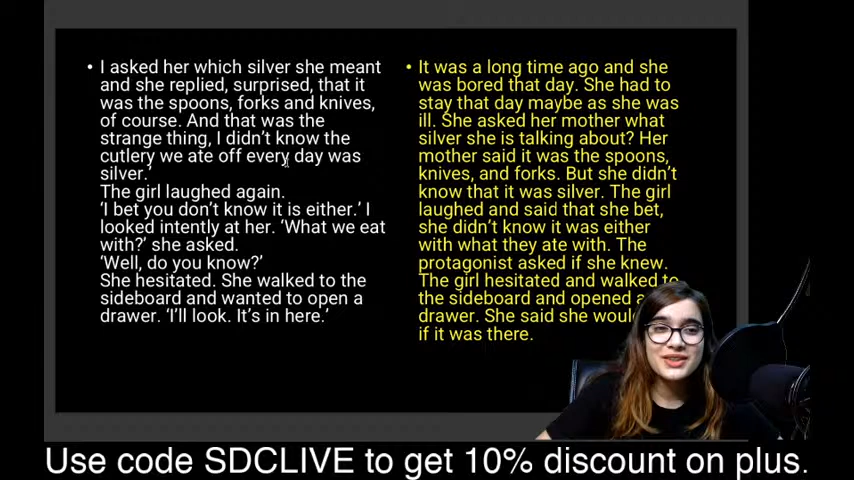 • I asked her which silver she meant
and she replied, surprised, that it
was the spoons, forks and knives,
of course. And that was the
strange thing, I didn't know the
cutlery we ate off every day was
silver.'
The girl laughed again.
'I bet you don't know it is either.' I
looked intently at her. 'What we eat
with?' she asked.
'Well, do you know?'
She hesitated. She walked to the
sideboard and wanted to open a
drawer. 'I'll look. It's in here.'
• It was a long time ago and she
was bored that day. She had to
stay that day maybe as she was
ill. She asked her mother what
silver she is talking about? Her
mother said it was the spoons,
knives, and forks. But she didn't
know that it was silver. The girl
laughed and said that she bet,
she didn't know it was either
with what they ate with. The
protagonist asked if she knew.
The girl hesitated and walked to
the sideboard and opened a
drawer. She said she
if it was there.
Use code SDCLIVE to get 10% discount on plus.